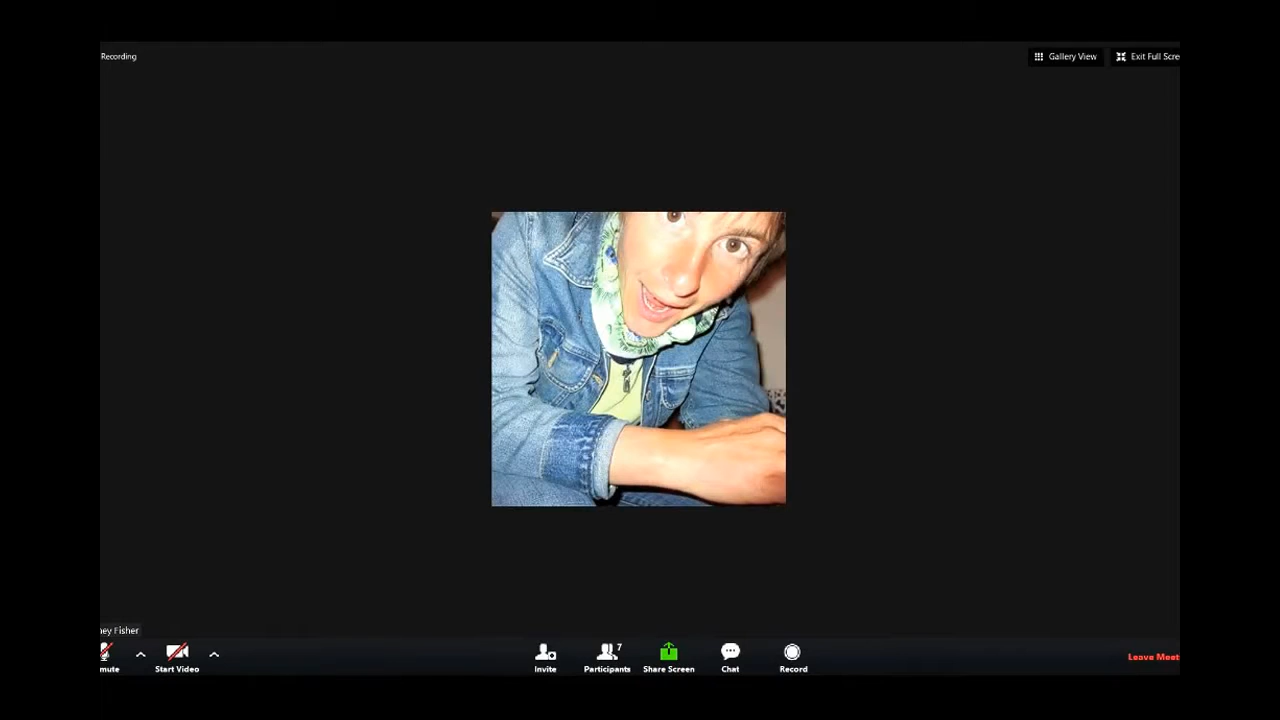 Recording
Gallery View
Exit Full Scre
ney Fisher
mute
Start Video
Invite
Participants
7
Share Screen
Chat
Record
Leave Meet